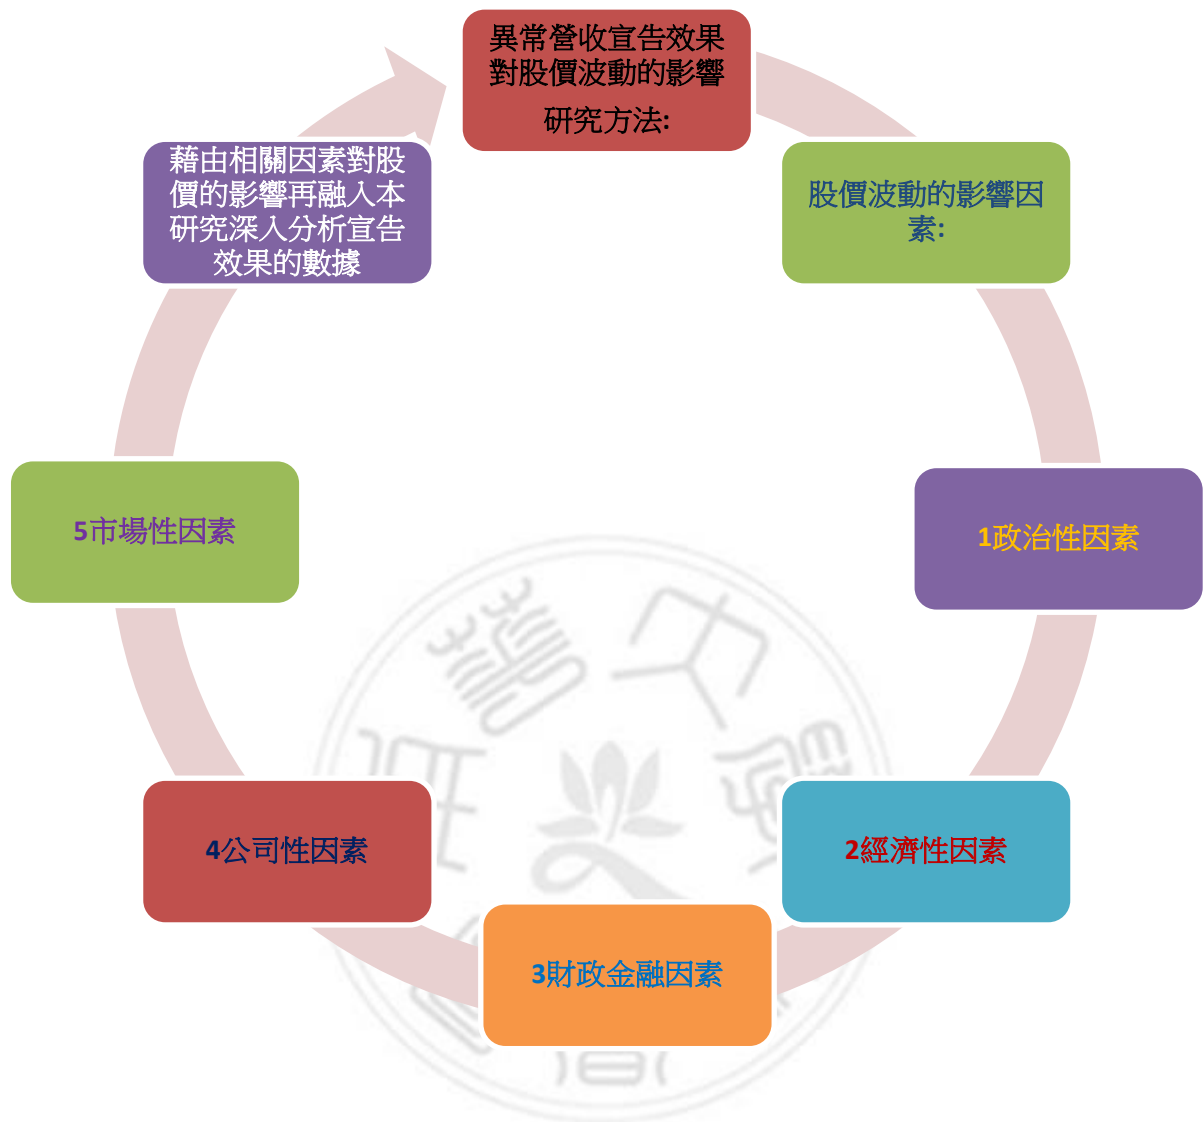 異常營收宣告效果
對股價波動的影響
研究方法:
股價波動的影響因
素:
1政治性因素
2經濟性因素
3財政金融因素
4公司性因素
5市場性因素
藉由相關因素對股
價的影響再融入本
研究深入分析宣告
效果的數據